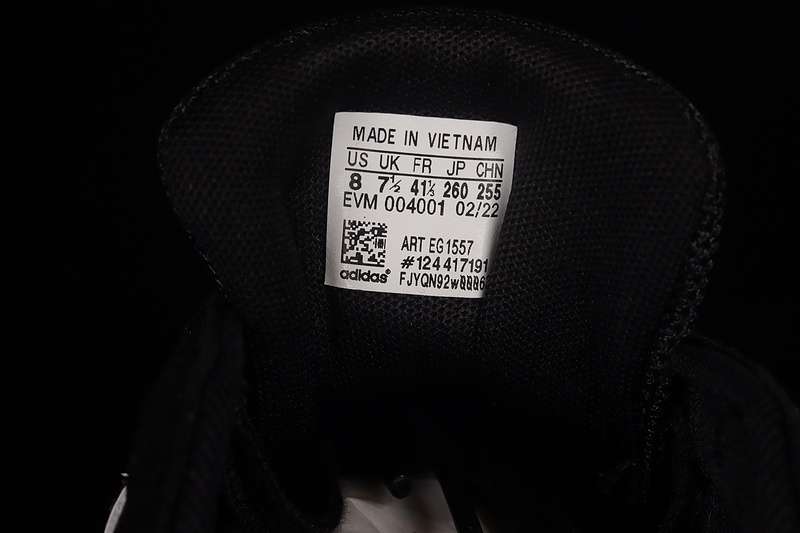 MADE IN VIETNAM
US UK FR JP CHN
8 7½ 41⅓ 260 255
EVM 004001 02/22
ART EG1557
#124417191
adidas® FJYQN92w